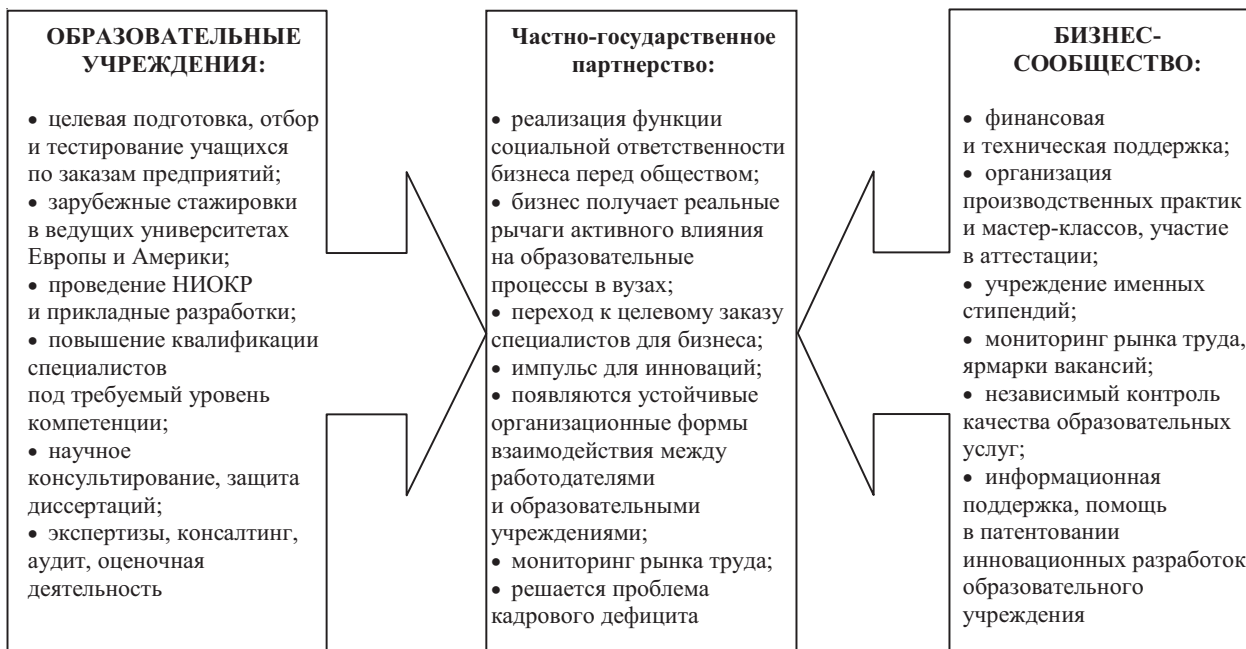 ОБРАЗОВАТЕЛЬНЫЕ
УЧРЕЖДЕНИЯ:
• целевая подготовка, отбор
и тестирование учащихся
по заказам предприятий;
• зарубежные стажировки
в ведущих университетах
Европы и Америки;
• проведение НИОКР
и прикладные разработки;
• повышение квалификации
специалистов
под требуемый уровень
компетенции;
• научное
консультирование, защита
диссертаций;
• экспертизы, консалтинг,
аудит, оценочная
деятельность
Частно-государственное
партнерство:
• реализация функции
социальной ответственности
бизнеса перед обществом;
• бизнес получает реальные
рычаги активного влияния
на образовательные
процессы в вузах;
• переход к целевому заказу
специалистов для бизнеса;
• импульс для инноваций;
• появляются устойчивые
организационные формы
взаимодействия между
работодателями
и образовательными
учреждениями;
• мониторинг рынка труда;
• решается проблема
кадрового дефицита
БИЗНЕС-
СООБЩЕСТВО:
• финансовая
и техническая поддержка;
• организация
производственных практик
и мастер-классов, участие
в аттестации;
• учреждение именных
стипендий;
• мониторинг рынка труда,
ярмарки вакансий;
• независимый контроль
качества образовательных
услуг;
• информационная
поддержка, помощь
в патентовании
инновационных разработок
образовательного
учреждения